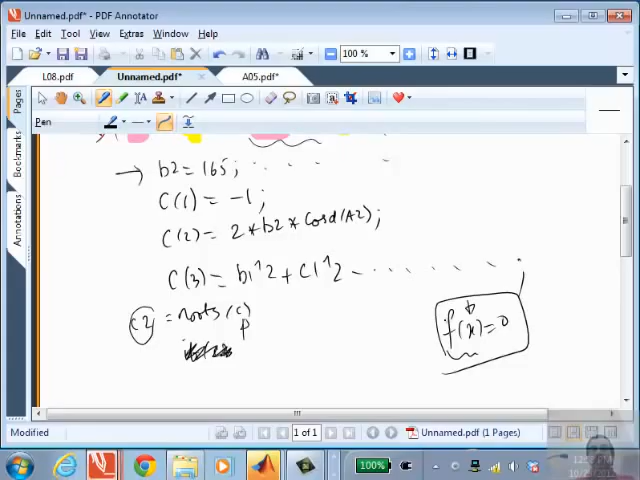 Unnamed.pdf* - PDF Annotator
File Edit Tool View Extras Window Help
100 %
L08.pdf Unnamed.pdf* A05.pdf*
Pen
Pages
Bookmarks
Annotations
→ b2 = 165;
C(1) = -1;
C(2) = 2*b2*cosd(A2);
C(3) = b1^2 + c1^2 - . . . . . .
C2 = roots(C)
P
f(x)=0
Modified
1 of 1
Unnamed.pdf (1 Pages)
100%